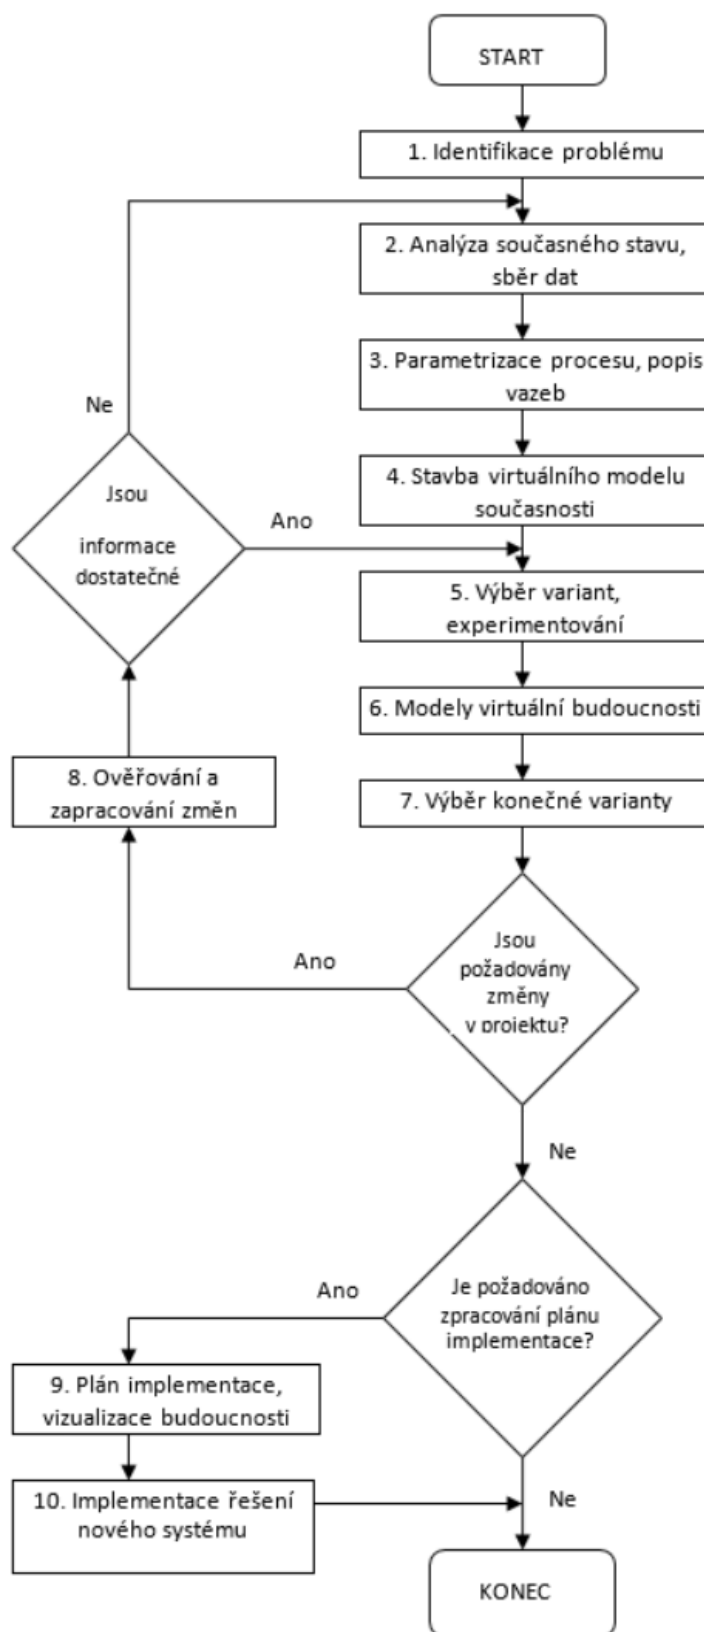 START
1. Identifikace problému
2. Analýza současného stavu,
sběr dat
3. Parametrizace procesu, popis
vazeb
Ne
4. Stavba virtuálního modelu
současnosti
Jsou
informace
dostatečné
Ano
5. Výběr variant,
experimentování
6. Modely virtuální budoucnosti
8. Ověřování a
zapracování změn
7. Výběr konečné varianty
Jsou
požadovány
změny
v projektu?
Ano
Ne
Je požadováno
zpracování plánu
implementace?
Ano
9. Plán implementace,
vizualizace budoucnosti
10. Implementace řešení
nového systému
Ne
KONEC